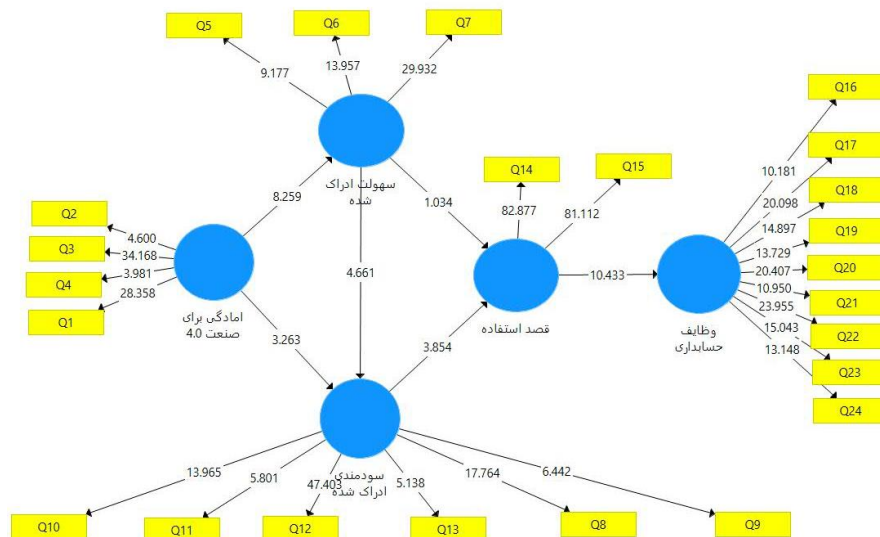 Q5
Q6
Q7
9.177
13.957
29.932
سهولت ادراک
شده
8.259
1.034
4.661
Q2
Q3
Q4
Q1
4.600
34.168
3.981
28.358
امادگی برای
صنعت 4.0
3.263
3.854
Q14
Q15
82.877
81.112
قصد استفاده
10.433
Q16
Q17
Q18
Q19
Q20
Q21
Q22
Q23
Q24
10.181
20.098
14.897
13.729
20.407
10.950
23.955
15.043
13.148
وظایف
حسابداری
سودمندی
ادراک شده
13.965
5.801
47.403
5.138
17.764
6.442
Q10
Q11
Q12
Q13
Q8
Q9